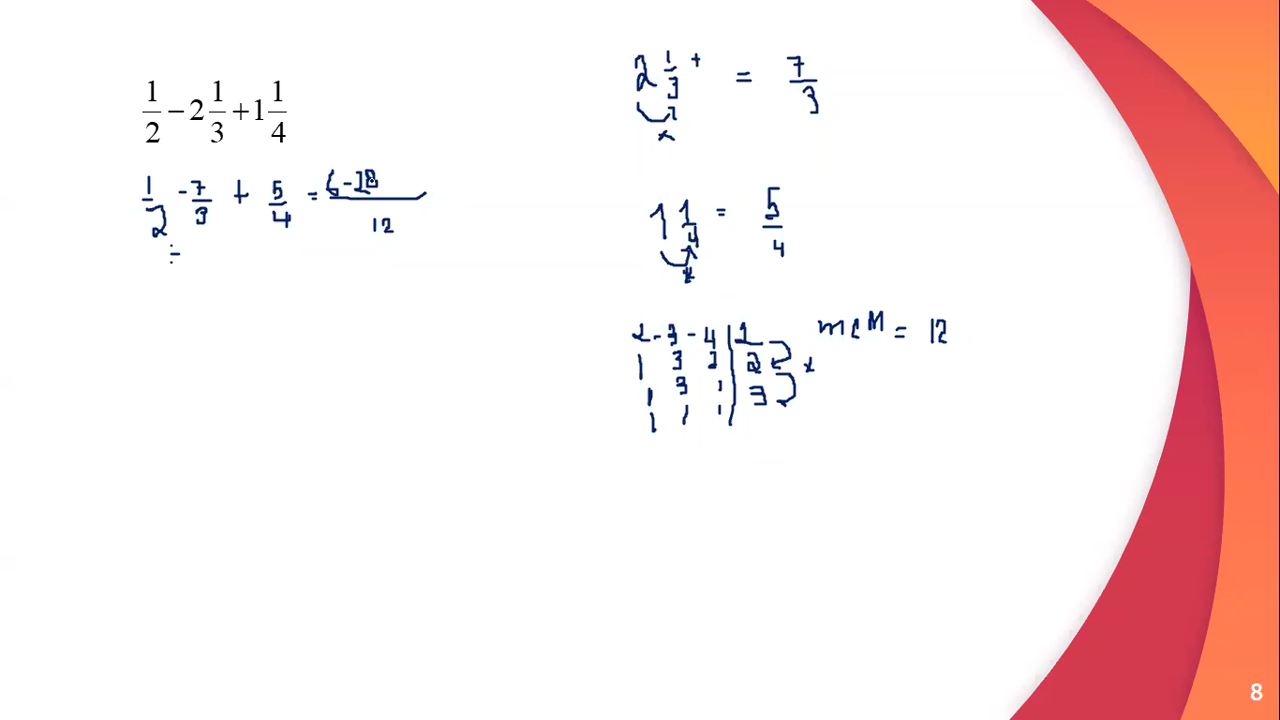 1/2 − 2 1/3 + 1 1/4
1/2 - 7/3 + 5/4 = 6-28/12
÷
2 1/3 + = 7/3
x
1 1/4 = 5/4
x
2 - 3 - 4 | 2
1 3 2 | 2
1 3 1 | 3
1 1 1 |
x
mcM = 12
8